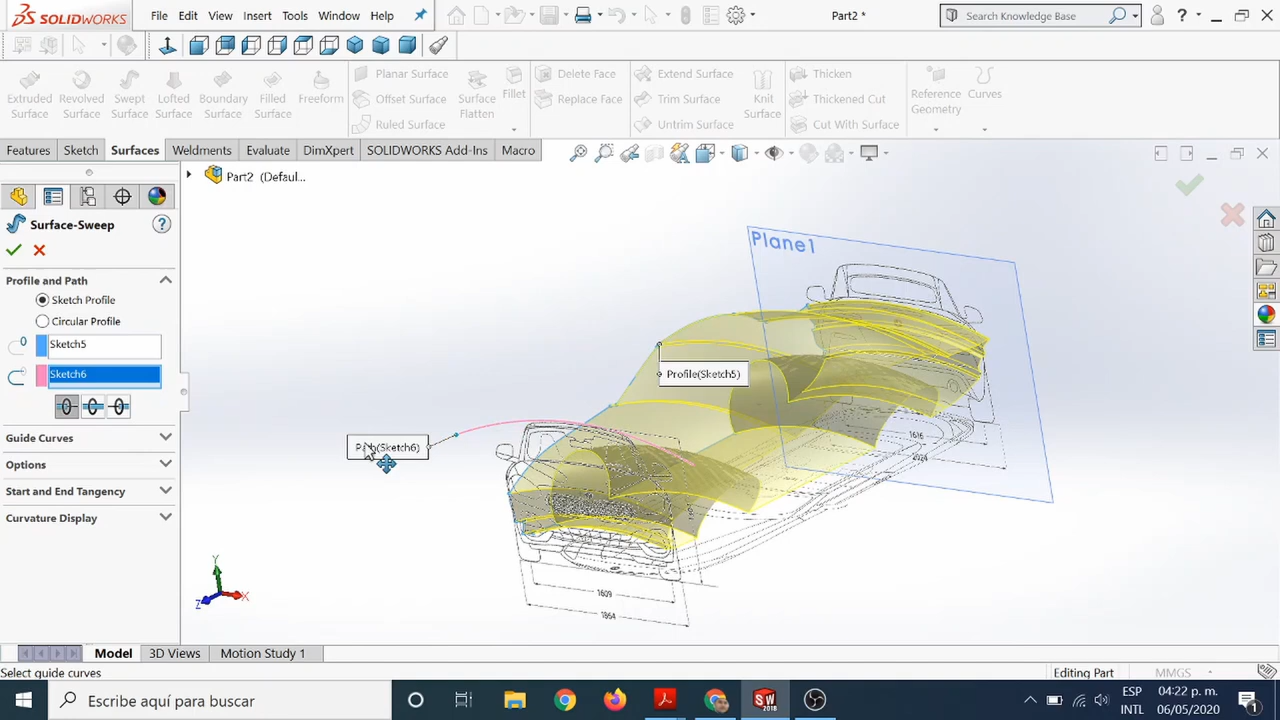 SOLIDWORKS File Edit View Insert Tools Window Help Part2 * Search Knowledge Base ?
Extruded Surface Revolved Surface Swept Surface Lofted Surface Boundary Surface Filled Surface Freeform
Planar Surface Offset Surface Ruled Surface Surface Flatten Fillet
Delete Face Replace Face
Extend Surface Trim Surface Untrim Surface Knit Surface
Thicken Thickened Cut Cut With Surface
Reference Geometry Curves
Features Sketch Surfaces Weldments Evaluate DimXpert SOLIDWORKS Add-Ins Macro
Part2 (Defaul...
Surface-Sweep ?
Profile and Path
Sketch Profile
Circular Profile
Sketch5
Sketch6
Guide Curves
Options
Start and End Tangency
Curvature Display
Plane1
Profile(Sketch5)
Path(Sketch6)
1616
1609
1864
Y
Z X
Model 3D Views Motion Study 1
Select guide curves Editing Part MMGS
Escribe aquí para buscar
SW 2018
ESP
INTL
04:22 p. m.
06/05/2020
1